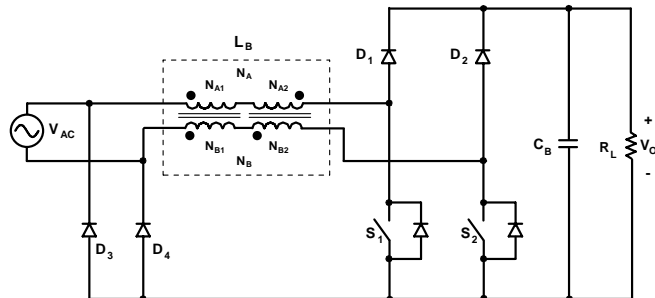 L_B
N_A
N_A1 N_A2
D_1 D_2
V_AC
N_B1 N_B2
N_B
C_B R_L + V_O -
D_3 D_4
S_1 S_2